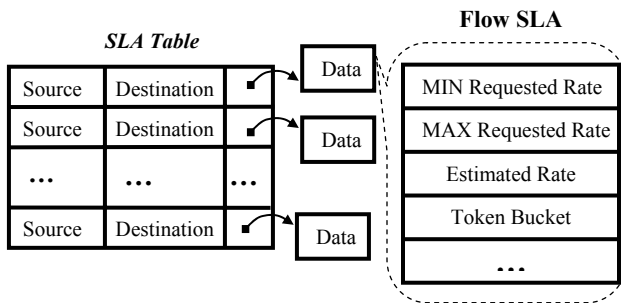 Flow SLA
SLA Table
Source Destination
Data
MIN Requested Rate
Source Destination
Data
MAX Requested Rate
... ... ...
Estimated Rate
Source Destination
Data
Token Bucket
...